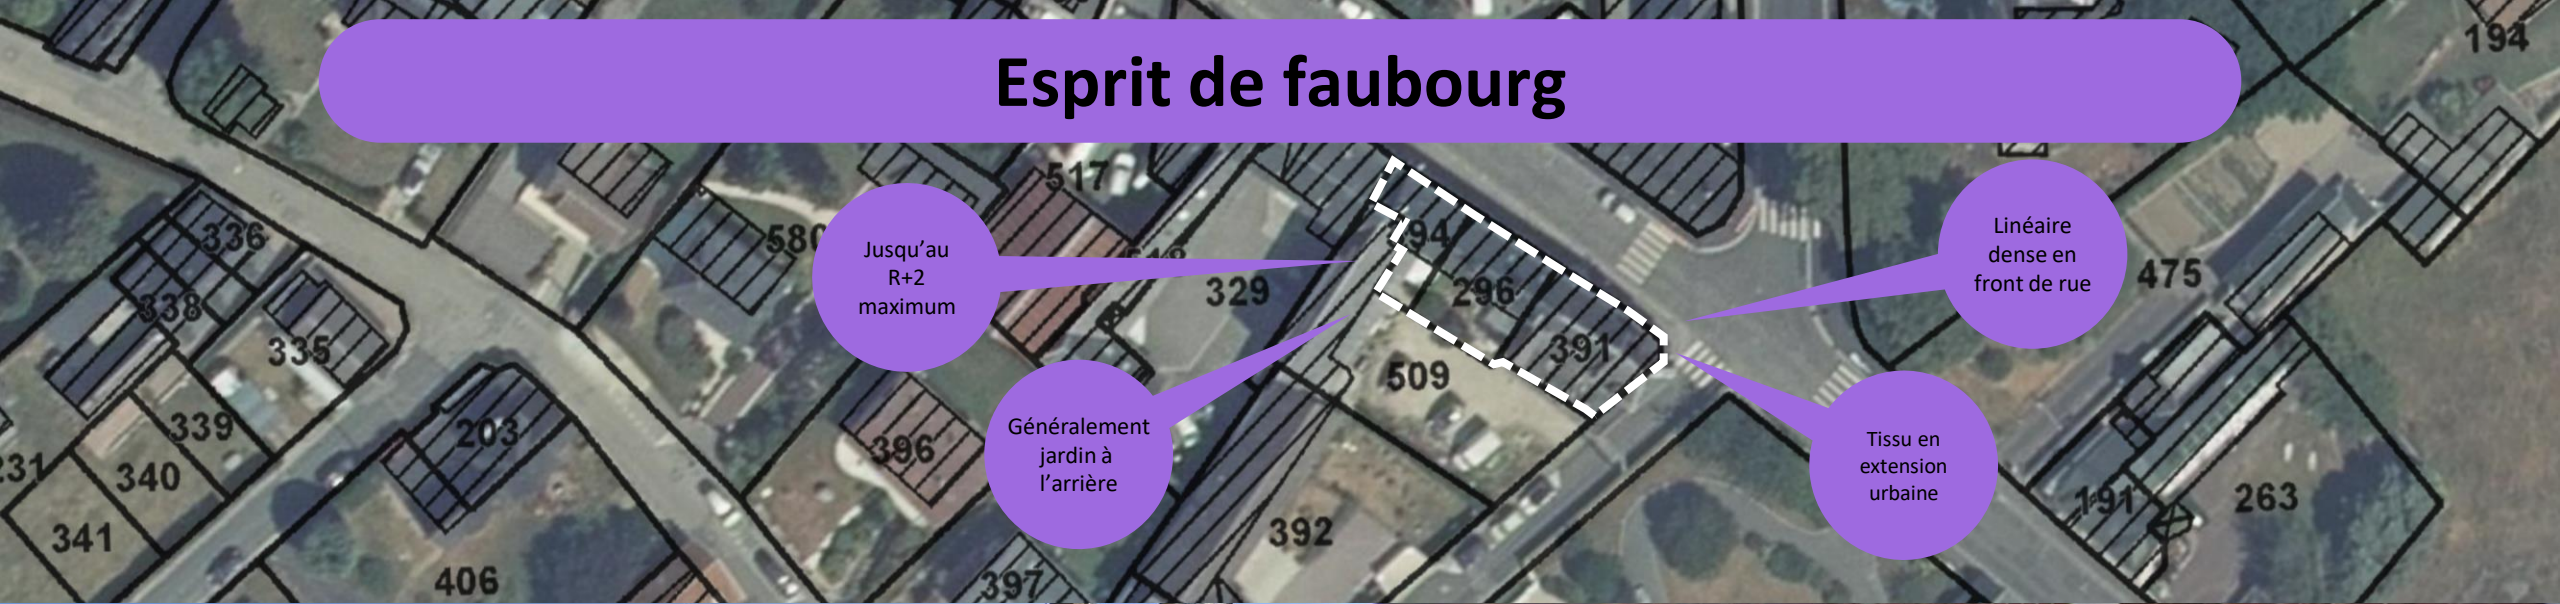 Esprit de faubourg
194
517
336
Jusqu’au
R+2
maximum
Linéaire
dense en
front de rue
580
329
296
475
338
335
391
509
339
203
396
Généralement
jardin à
l’arrière
Tissu en
extension
urbaine
340
191
263
341
392
406
397